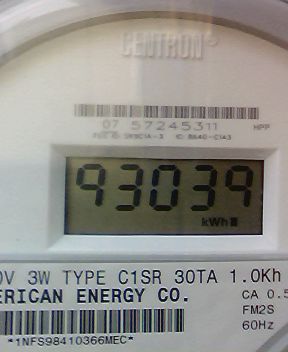 CENTRON®
07 57245311 HPP
93039
kWh
0V 3W TYPE C1SR 30TA 1.0Kh
ERICAN ENERGY CO. CA 0.5
FM2S
60Hz
*1NFS98410366MEC*